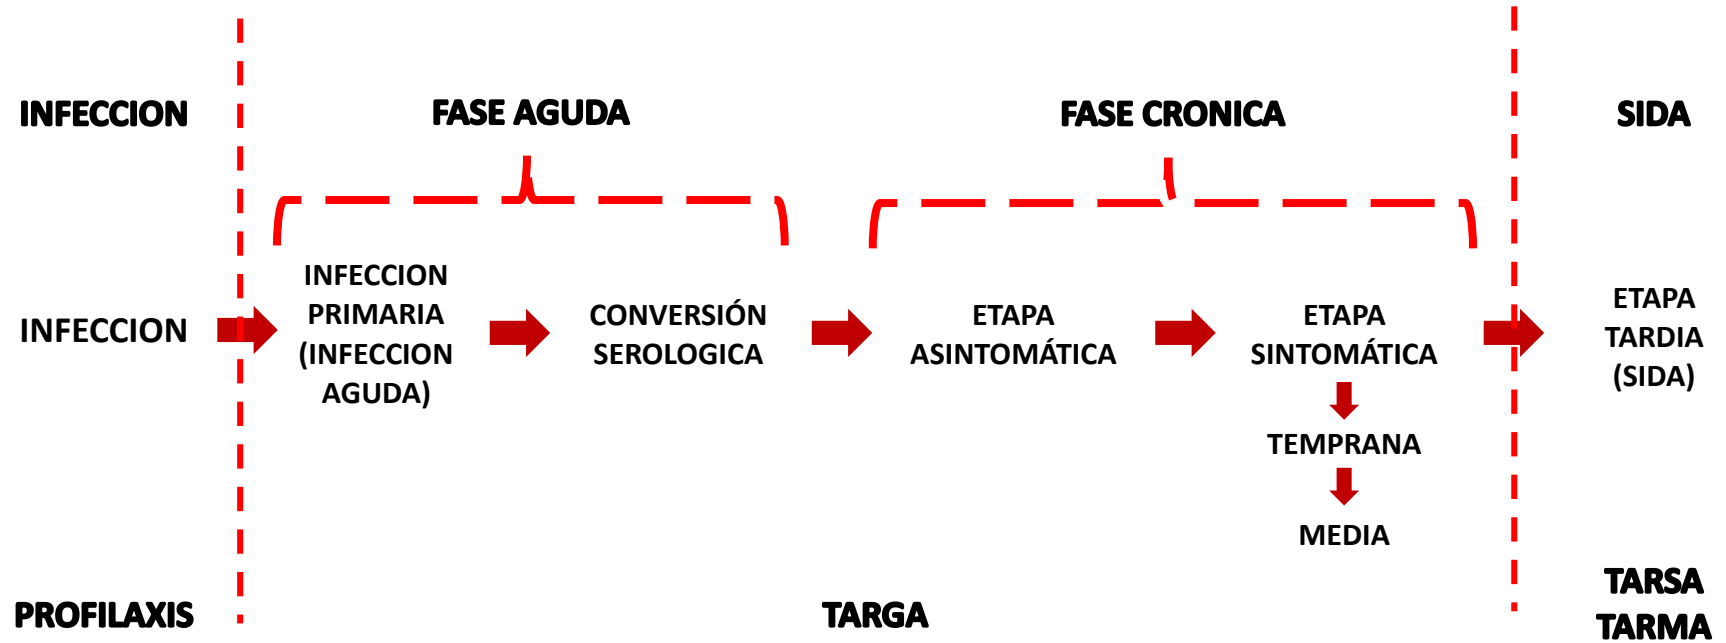 INFECCION
FASE AGUDA
FASE CRONICA
SIDA
INFECCION
INFECCION
PRIMARIA
(INFECCION
AGUDA)
CONVERSIÓN
SEROLOGICA
ETAPA
ASINTOMÁTICA
ETAPA
SINTOMÁTICA
TEMPRANA
MEDIA
ETAPA
TARDIA
(SIDA)
PROFILAXIS
TARGA
TARSA
TARMA